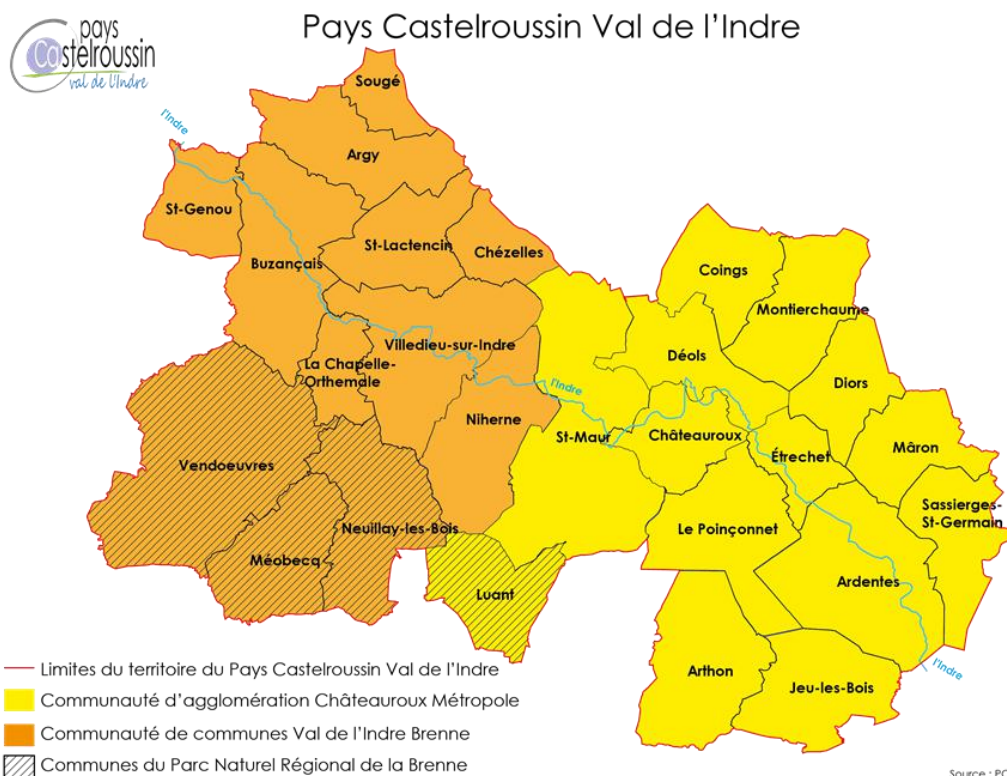 Pays Castelroussin Val de l'Indre
pays
Castelroussin
val de l'Indre
Sougé
l'Indre
Argy
St-Genou
St-Lactencin
Chézelles
Buzançais
Coings
Montierchaume
Villedieu-sur-Indre
La Chapelle-
Orthemale
Déols
Diors
l'Indre
Niherne
St-Maur
Châteauroux
Étrechet
Mâron
Vendoeuvres
Sassierges-
St-Germain
Neuillay-les-Bois
Le Poinçonnet
Méobecq
Ardentes
Luant
Arthon
l'Indre
Jeu-les-Bois
Limites du territoire du Pays Castelroussin Val de l'Indre
Communauté d'agglomération Châteauroux Métropole
Communauté de communes Val de l'Indre Brenne
Communes du Parc Naturel Régional de la Brenne
Source :